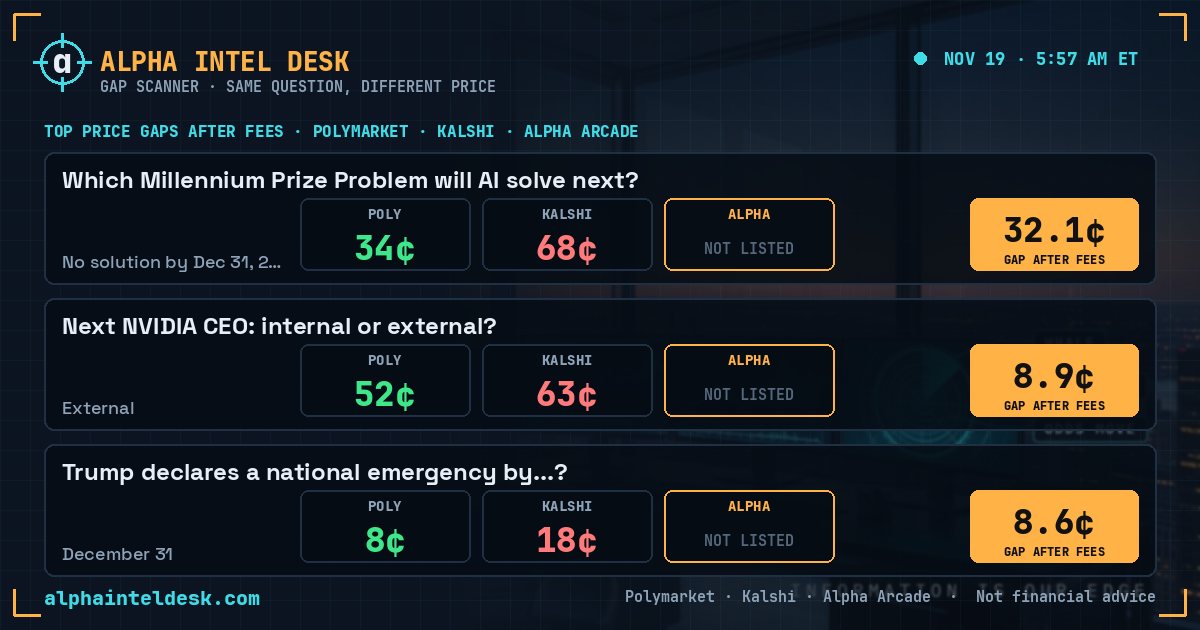 α
ALPHA INTEL DESK
GAP SCANNER · SAME QUESTION, DIFFERENT PRICE
NOV 19 · 5:57 AM ET
TOP PRICE GAPS AFTER FEES · POLYMARKET · KALSHI · ALPHA ARCADE
Which Millennium Prize Problem will AI solve next?
No solution by Dec 31, 2…
POLY
34¢
KALSHI
68¢
ALPHA
NOT LISTED
32.1¢
GAP AFTER FEES
Next NVIDIA CEO: internal or external?
External
POLY
52¢
KALSHI
63¢
ALPHA
NOT LISTED
8.9¢
GAP AFTER FEES
Trump declares a national emergency by...?
December 31
POLY
8¢
KALSHI
18¢
ALPHA
NOT LISTED
8.6¢
GAP AFTER FEES
INFORMATION IS OUR EDGE
alphainteldesk.com
Polymarket · Kalshi · Alpha Arcade · Not financial advice